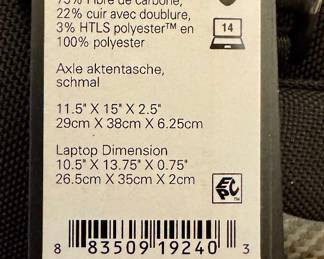 75% Fibre de carbone,
22% cuir avec doublure,
3% HTLS polyester™ en
100% polyester
14
Axle aktentasche,
schmal
11.5" X 15" X 2.5"
29cm X 38cm X 6.25cm
Laptop Dimension
10.5" X 13.75" X 0.75"
26.5cm X 35cm X 2cm
EPC™
8 83509 19240 3